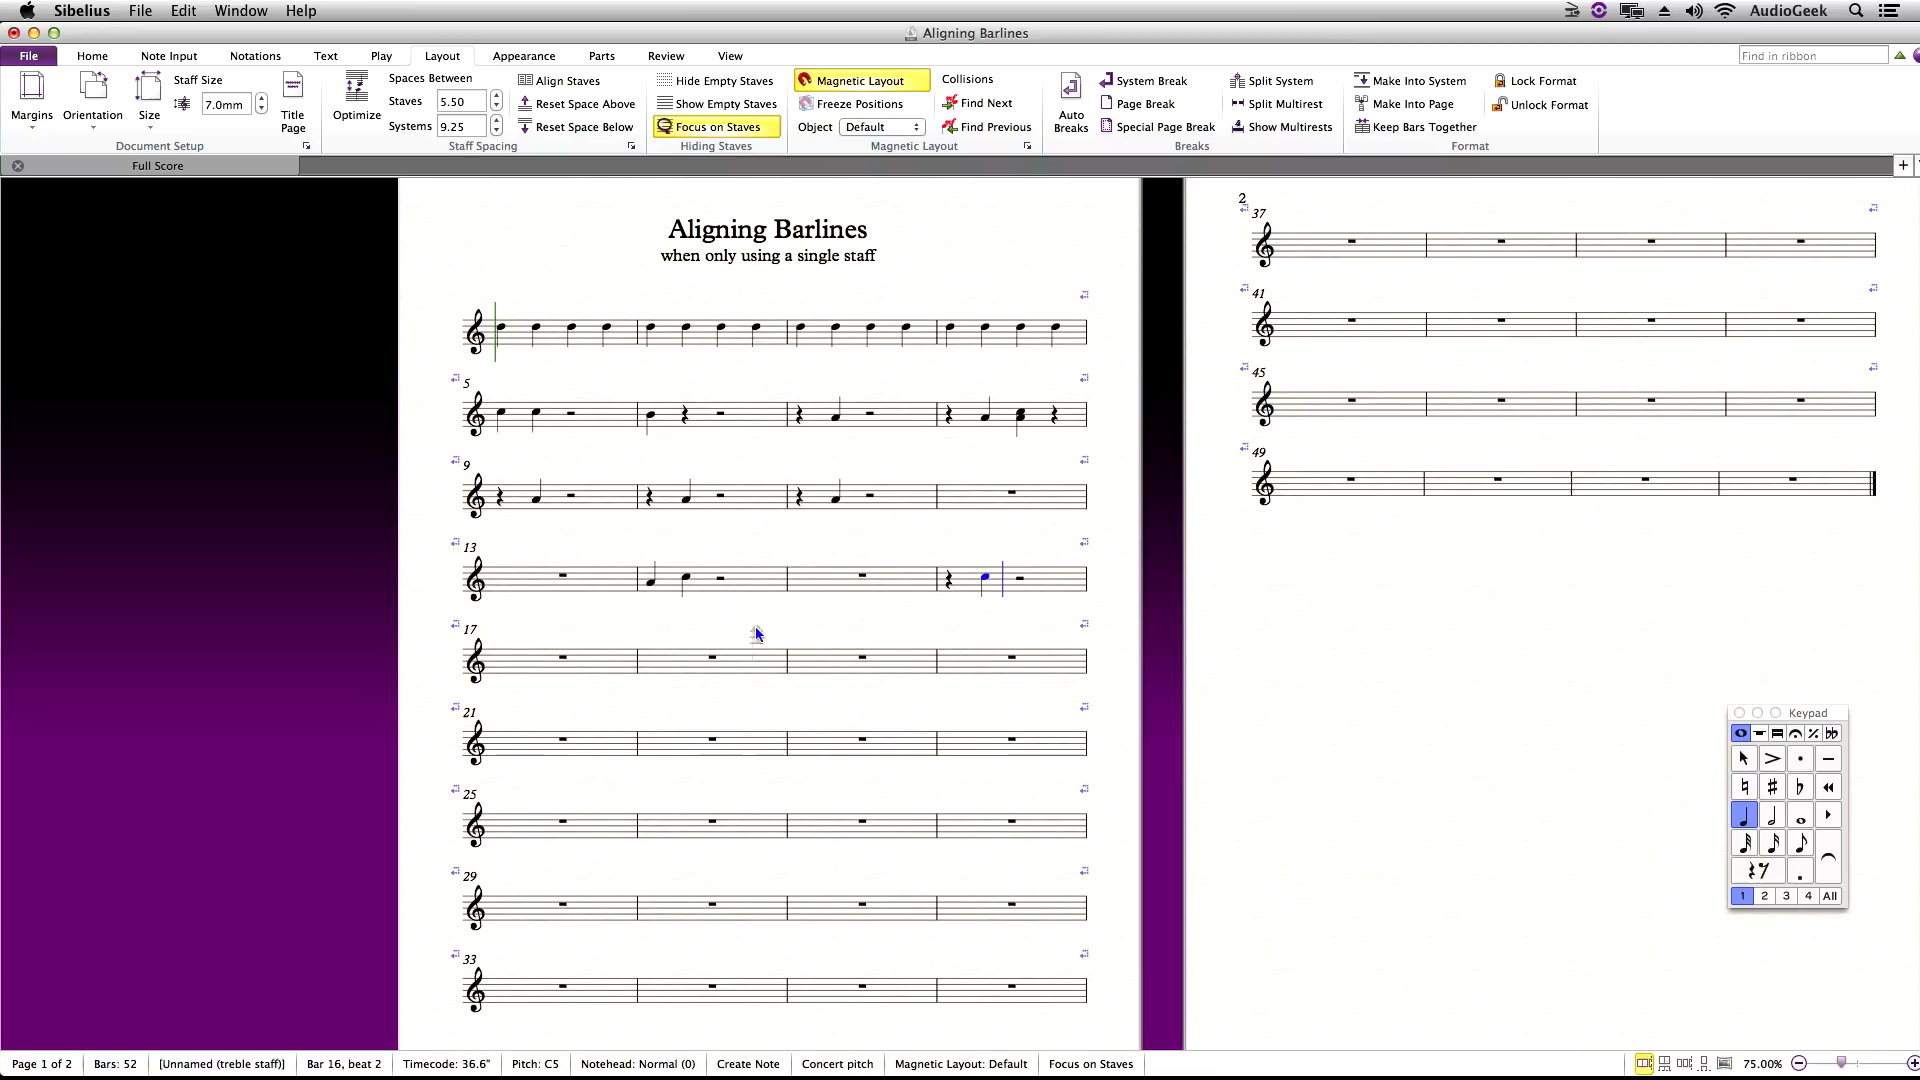 Sibelius File Edit Window Help AudioGeek
Aligning Barlines
File Home Note Input Notations Text Play Layout Appearance Parts Review View Find in ribbon
Staff Size Spaces Between Align Staves Hide Empty Staves Magnetic Layout Collisions System Break Split System Make Into System Lock Format
7.0mm Staves 5.50 Reset Space Above Show Empty Staves Freeze Positions Find Next Page Break Split Multirest Make Into Page Unlock Format
Margins Orientation Size Title Page Optimize Auto Breaks
Systems 9.25 Reset Space Below Focus on Staves Object Default Find Previous Special Page Break Show Multirests Keep Bars Together
Document Setup Staff Spacing Hiding Staves Magnetic Layout Breaks Format
Full Score
Aligning Barlines
when only using a single staff
5
9
13
17
21
25
29
33
2
37
41
45
49
Keypad
1 2 3 4 All
Page 1 of 2 Bars: 52 [Unnamed (treble staff)] Bar 16, beat 2 Timecode: 36.6" Pitch: C5 Notehead: Normal (0) Create Note Concert pitch Magnetic Layout: Default Focus on Staves 75.00%